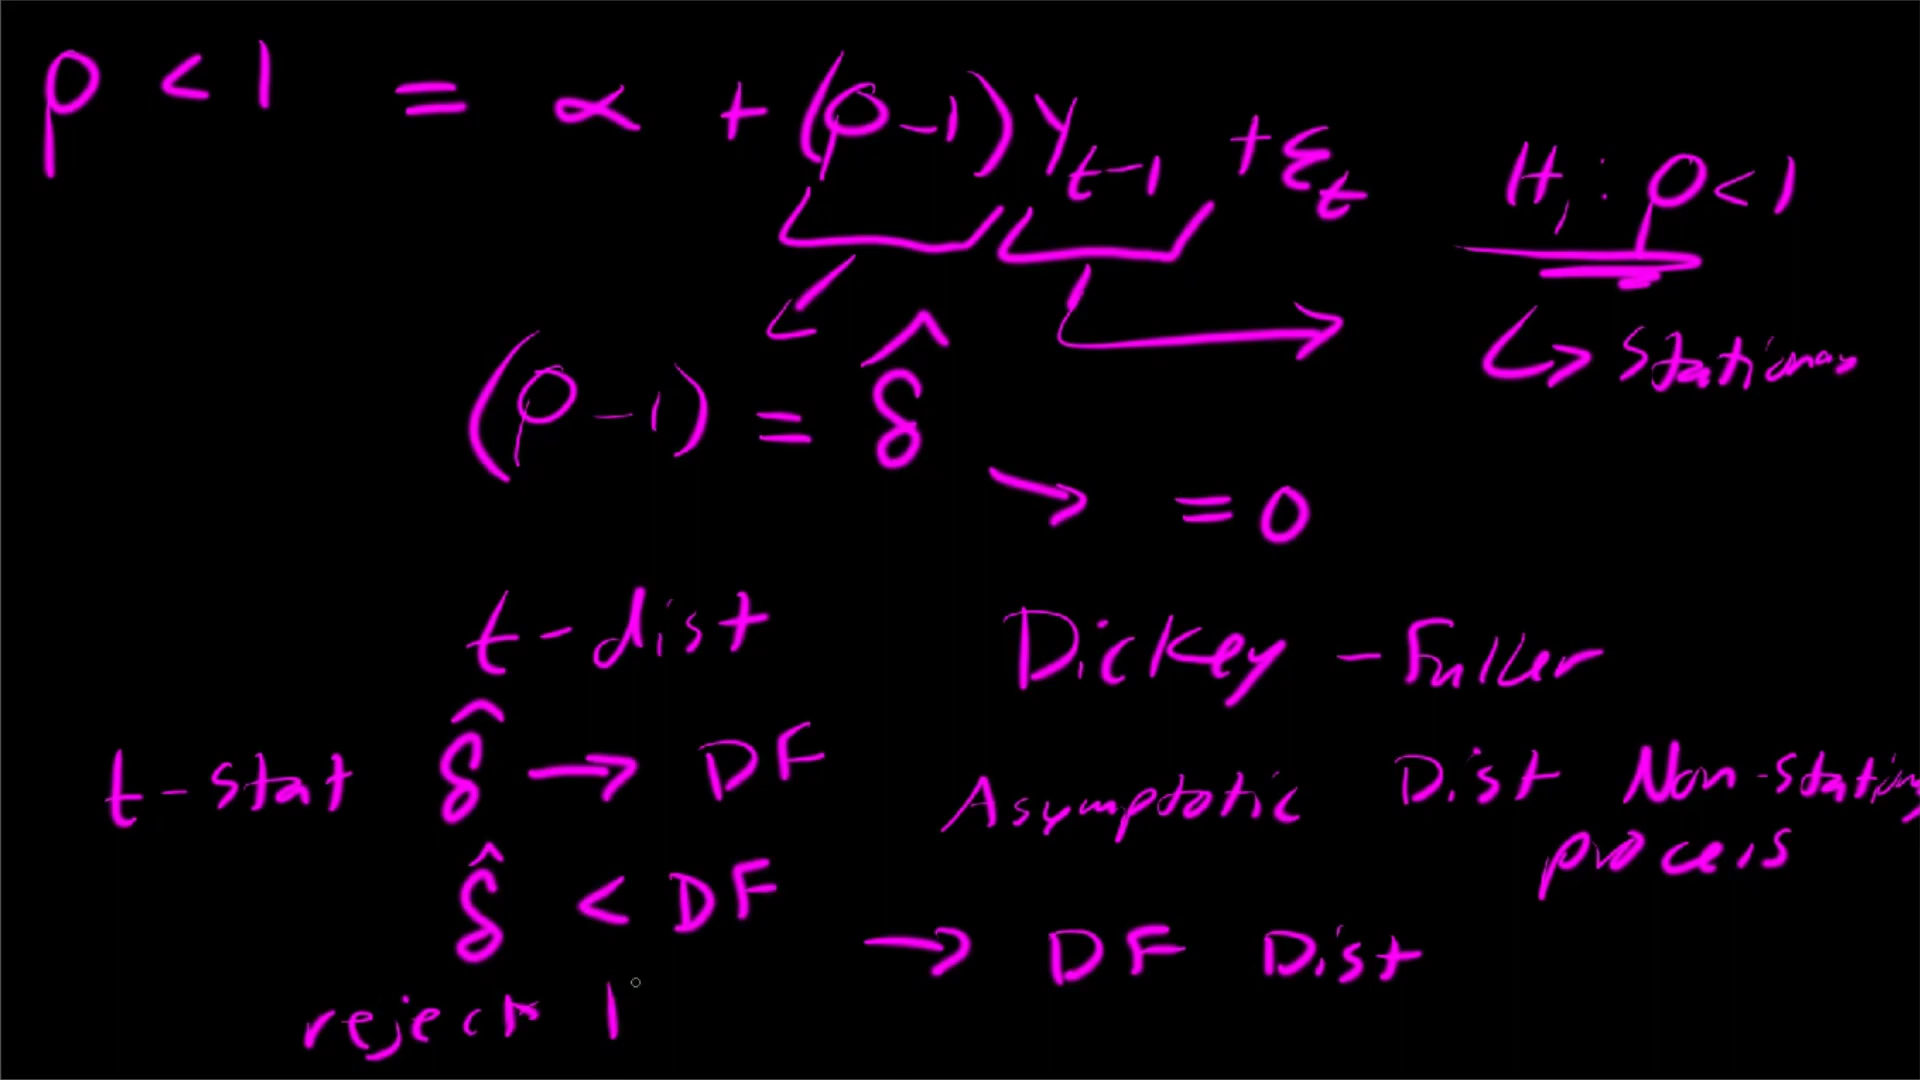 ρ < 1 = α + (ρ-1) Y_{t-1} + ε_t
H_1 : ρ < 1
↳ Stationary
(ρ-1) = δ̂
→ = 0
t-dist
Dickey-Fuller
t-stat δ̂ → DF
Asymptotic Dist Non-stationary
process
δ̂ < DF
→ DF Dist
reject